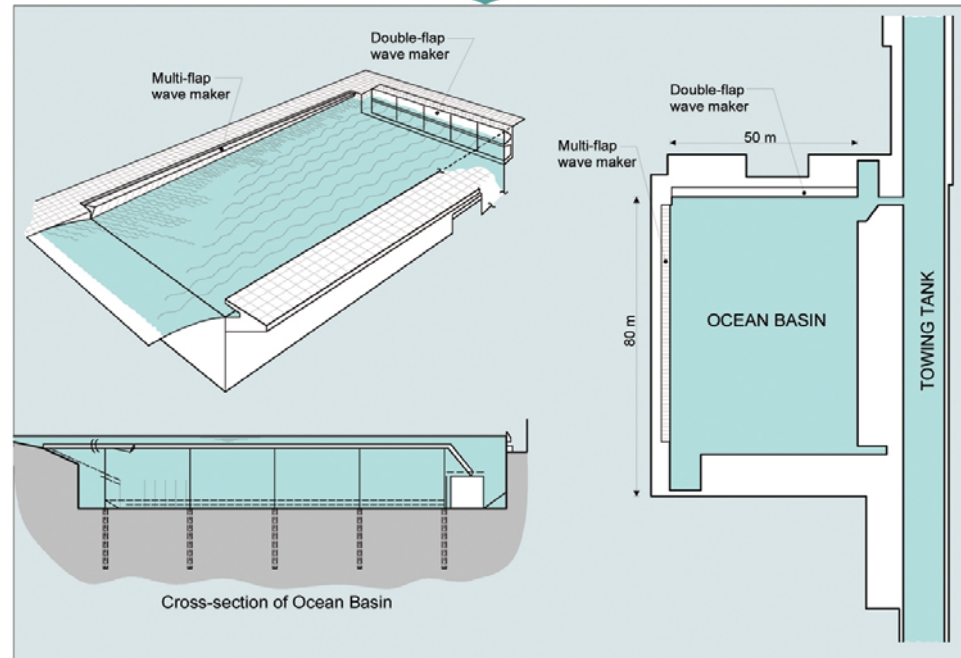 Double-flap
wave maker
Multi-flap
wave maker
Double-flap
wave maker
50 m
Multi-flap
wave maker
80 m
OCEAN BASIN
TOWING TANK
Cross-section of Ocean Basin